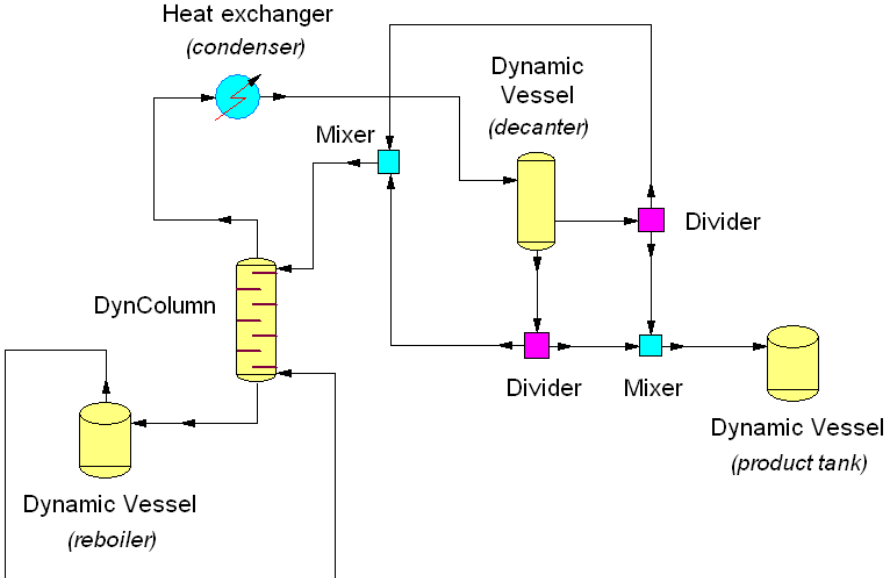 Heat exchanger
(condenser)
Dynamic
Vessel
(decanter)
Mixer
Divider
DynColumn
Divider
Mixer
Dynamic Vessel
(product tank)
Dynamic Vessel
(reboiler)